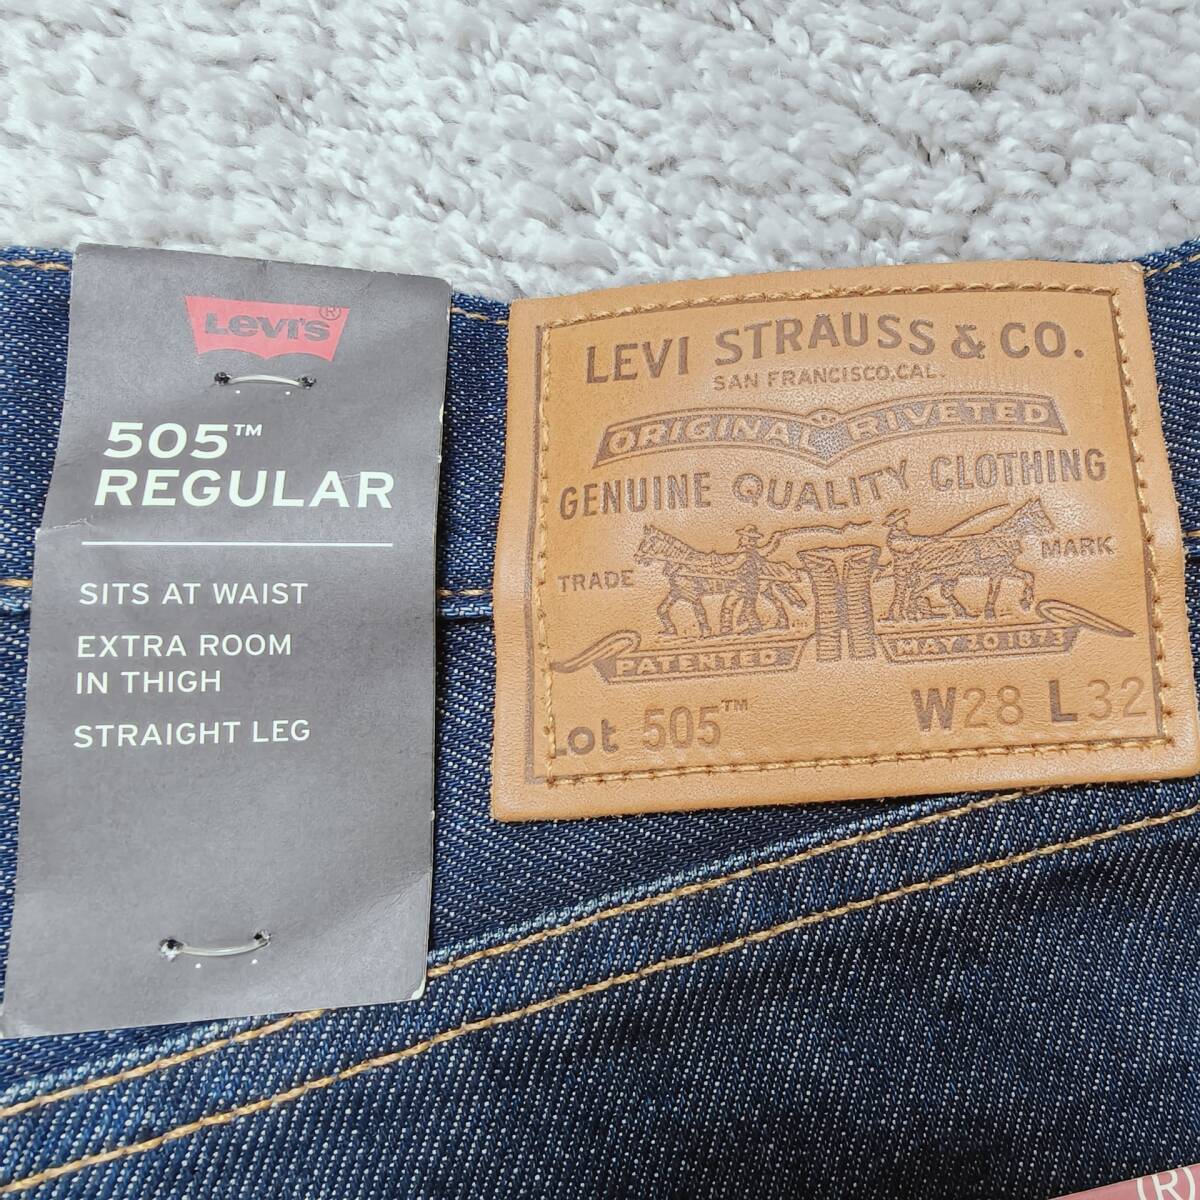 LEVI'S®
505™
REGULAR
SITS AT WAIST
EXTRA ROOM
IN THIGH
STRAIGHT LEG
LEVI STRAUSS & CO.
SAN FRANCISCO, CAL.
ORIGINAL RIVETED
GENUINE QUALITY CLOTHING
TRADE MARK
PATENTED MAY 20 1873
Lot 505™ W28 L32
(R)